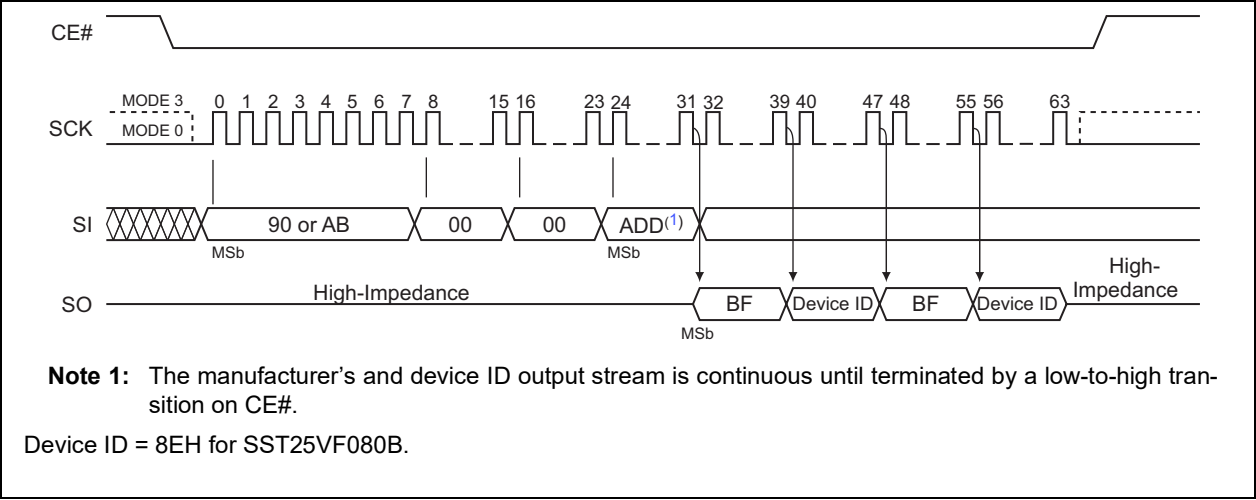 CE#
MODE 3 0 1 2 3 4 5 6 7 8 15 16 23 24 31 32 39 40 47 48 55 56 63
SCK MODE 0
SI 90 or AB 00 00 ADD(1)
MSb MSb
High-Impedance
SO High-Impedance BF Device ID BF Device ID
MSb
Note 1: The manufacturer's and device ID output stream is continuous until terminated by a low-to-high tran-
sition on CE#.
Device ID = 8EH for SST25VF080B.